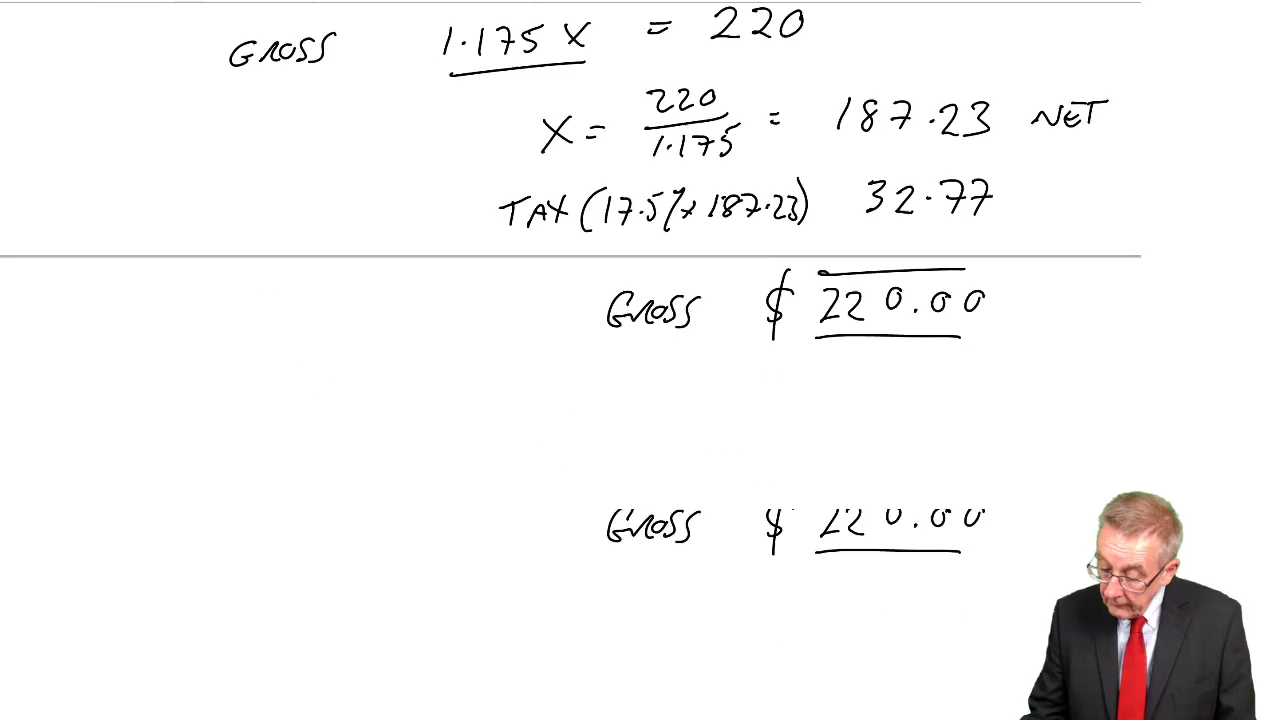 GROSS 1.175 X = 220
X = 220/1.175 = 187.23 NET
TAX (17.5% x 187.23) 32.77
GROSS $ 220.00
GROSS $ 220.00